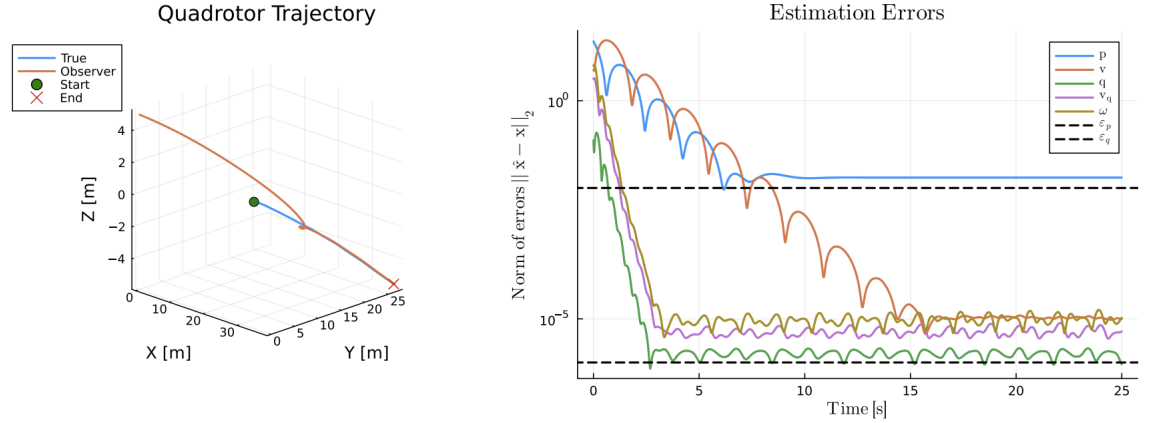 Quadrotor Trajectory
True
Observer
Start
End
Z [m]
4
2
0
−2
−4
0
10
20
30
X [m]
0
5
10
15
20
25
Y [m]
Estimation Errors
p
v
q
v_q
ω
ε_p
ε_q
Norm of errors || x̂ − x||_2
10^0
10^−5
0
5
10
15
20
25
Time [s]